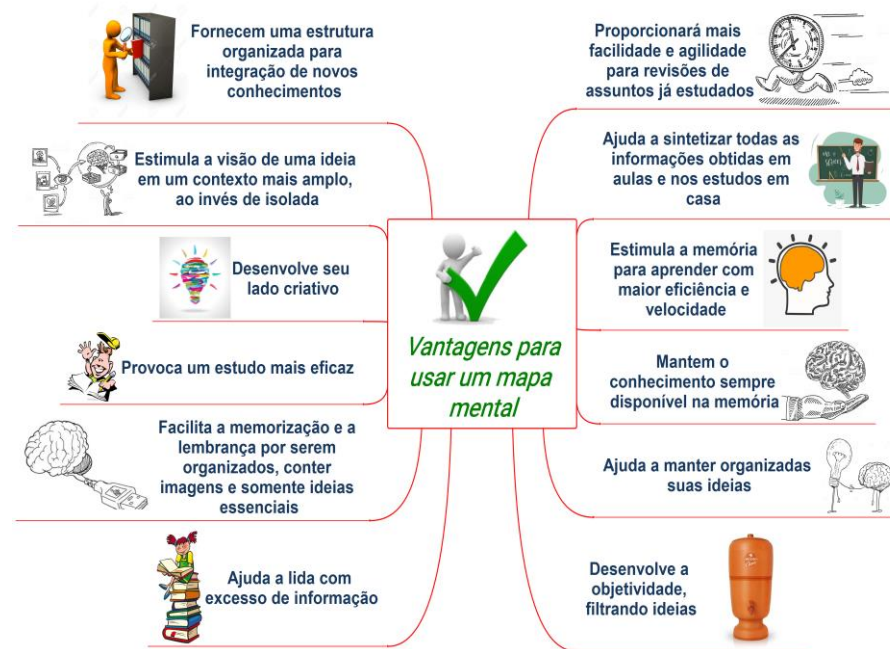 Fornecem uma estrutura
organizada para
integração de novos
conhecimentos
Estimula a visão de uma ideia
em um contexto mais amplo,
ao invés de isolada
Desenvolve seu
lado criativo
Provoca um estudo mais eficaz
Facilita a memorização e a
lembrança por serem
organizados, conter
imagens e somente ideias
essenciais
Ajuda a lida com
excesso de informação
Vantagens para
usar um mapa
mental
Proporcionará mais
facilidade e agilidade
para revisões de
assuntos já estudados
Ajuda a sintetizar todas as
informações obtidas em
aulas e nos estudos em
casa
Estimula a memória
para aprender com
maior eficiência e
velocidade
Mantem o
conhecimento sempre
disponível na memória
Ajuda a manter organizadas
suas ideias
Desenvolve a
objetividade,
filtrando ideias